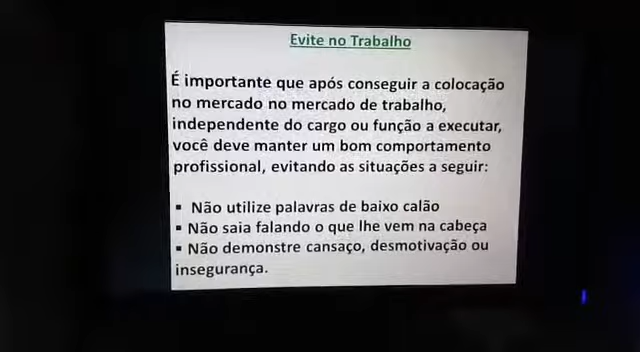 Evite no Trabalho
É importante que após conseguir a colocação
no mercado no mercado de trabalho,
independente do cargo ou função a executar,
você deve manter um bom comportamento
profissional, evitando as situações a seguir:
▪ Não utilize palavras de baixo calão
▪ Não saia falando o que lhe vem na cabeça
▪ Não demonstre cansaço, desmotivação ou
insegurança.